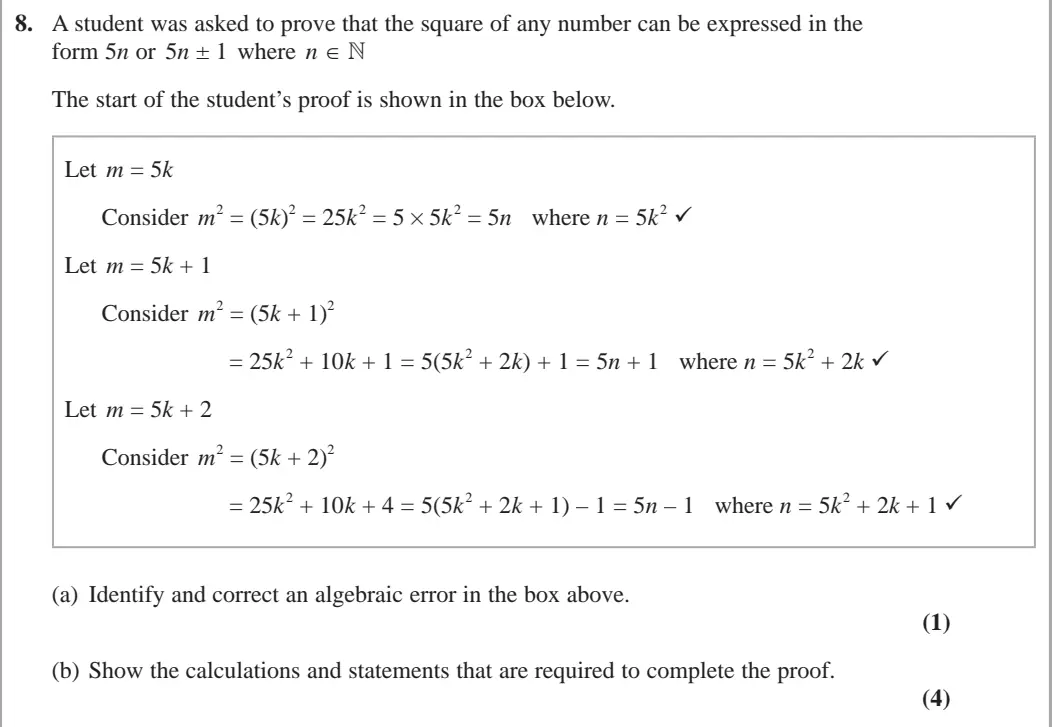 8. A student was asked to prove that the square of any number can be expressed in the
form 5n or 5n ± 1 where n ∈ ℕ
The start of the student’s proof is shown in the box below.
Let m = 5k
Consider m² = (5k)² = 25k² = 5 × 5k² = 5n where n = 5k² ✓
Let m = 5k + 1
Consider m² = (5k + 1)²
= 25k² + 10k + 1 = 5(5k² + 2k) + 1 = 5n + 1 where n = 5k² + 2k ✓
Let m = 5k + 2
Consider m² = (5k + 2)²
= 25k² + 10k + 4 = 5(5k² + 2k + 1) – 1 = 5n – 1 where n = 5k² + 2k + 1 ✓
(a) Identify and correct an algebraic error in the box above.
(1)
(b) Show the calculations and statements that are required to complete the proof.
(4)